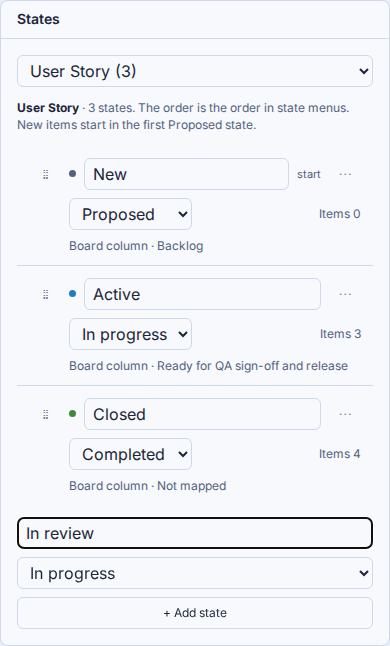 States
User Story (3)
User Story · 3 states. The order is the order in state menus.
New items start in the first Proposed state.
New
start
...
Proposed
Items 0
Board column · Backlog
Active
...
In progress
Items 3
Board column · Ready for QA sign-off and release
Closed
...
Completed
Items 4
Board column · Not mapped
In review
In progress
+ Add state